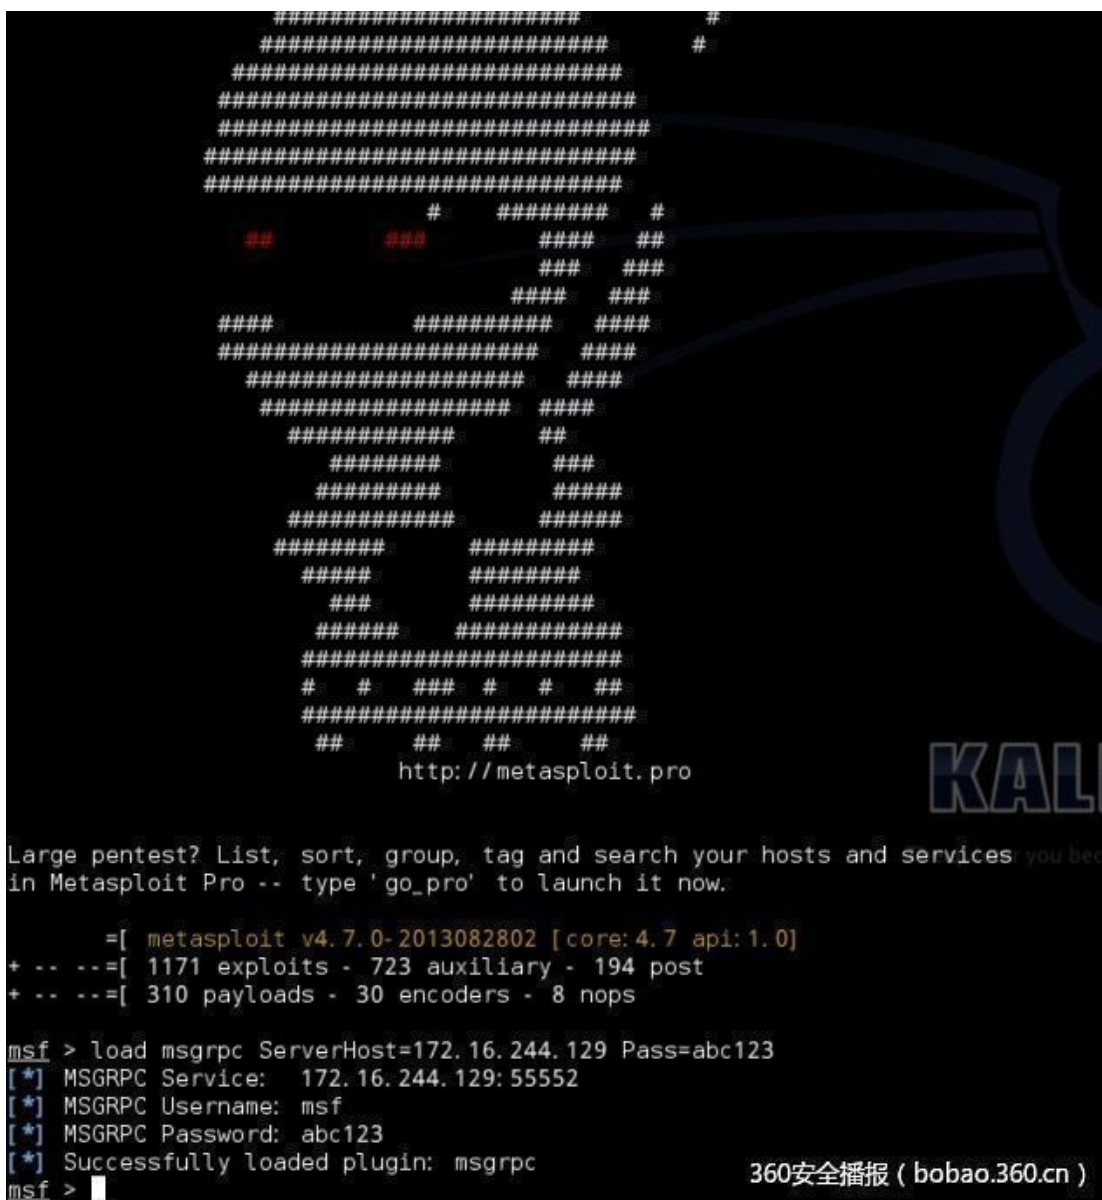 http://metasploit.pro
KALI
Large pentest? List, sort, group, tag and search your hosts and services
in Metasploit Pro -- type 'go_pro' to launch it now.
=[ metasploit v4.7.0-2013082802 [core:4.7 api:1.0]
+ -- --=[ 1171 exploits - 723 auxiliary - 194 post
+ -- --=[ 310 payloads - 30 encoders - 8 nops
msf > load msgrpc ServerHost=172.16.244.129 Pass=abc123
[*] MSGRPC Service:  172.16.244.129:55552
[*] MSGRPC Username: msf
[*] MSGRPC Password: abc123
[*] Successfully loaded plugin: msgrpc
msf >
360安全播报（bobao.360.cn）